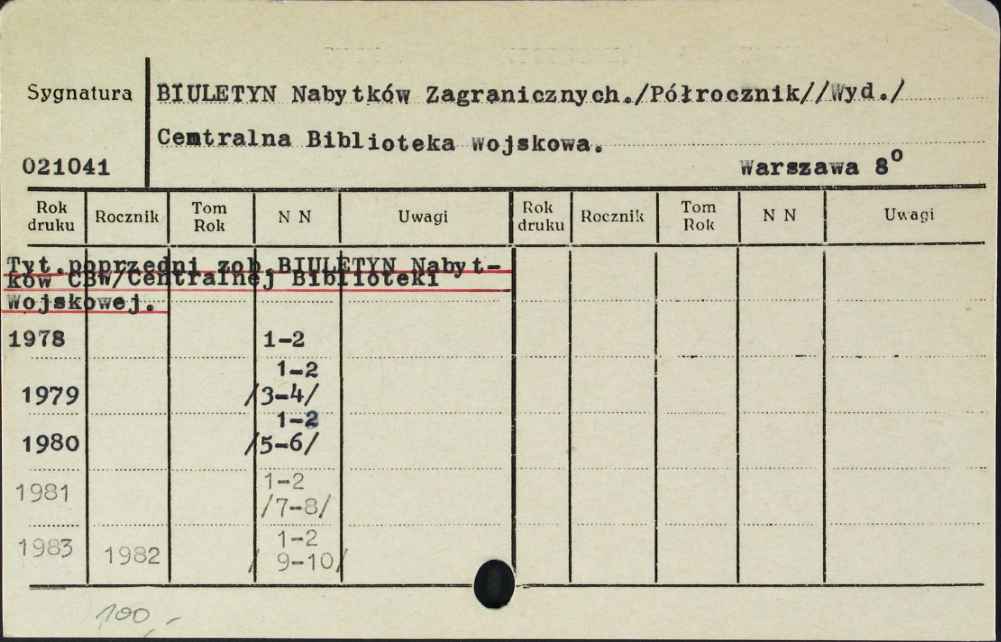 Sygnatura
BIULETYN Nabytków Zagranicznych./Półrocznik//Wyd./
Centralna Biblioteka Wojskowa.
021041
Warszawa 8°
Rok druku Rocznik Tom Rok N N Uwagi Rok druku Rocznik Tom Rok N N Uwagi
Tyt.poprzedni zob.BIULETYN Nabyt-
ków CBW/Centralnej Biblioteki
Wojskowej.
1978 1-2
1-2
1979 /3-4/
1-2
1980 /5-6/
1-2
1981 /7-8/
1-2
1983 1982 / 9-10/
100,-